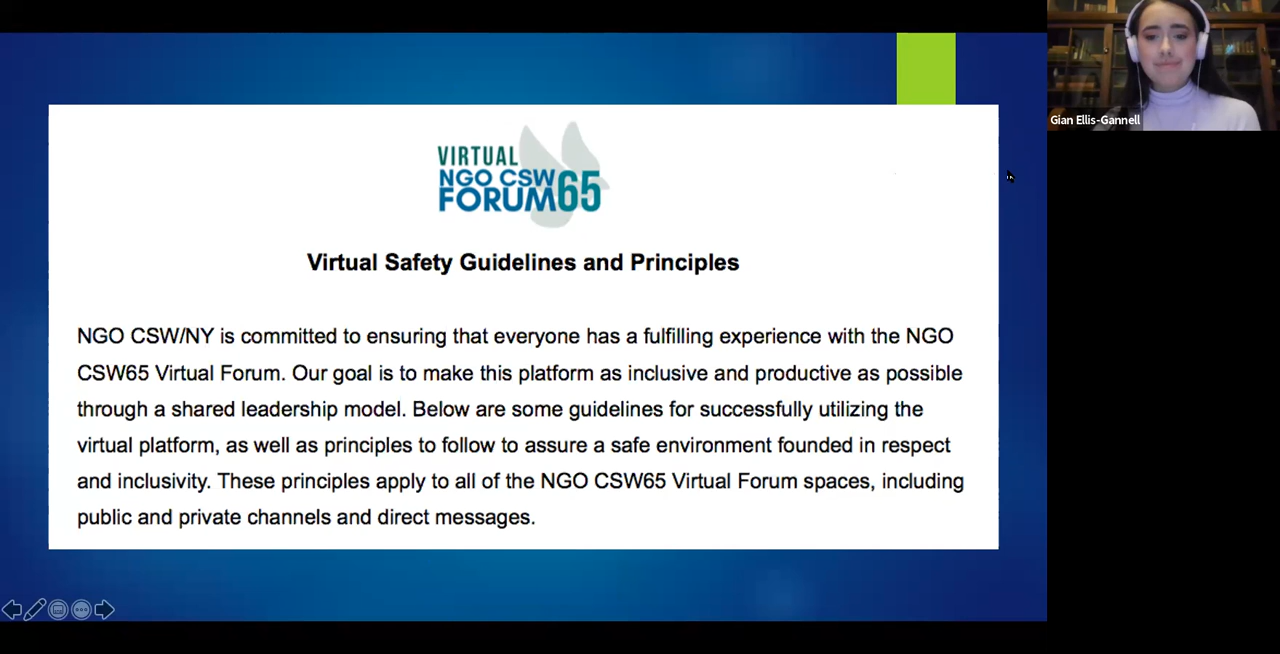 VIRTUAL
NGO CSW
FORUM65
Virtual Safety Guidelines and Principles
NGO CSW/NY is committed to ensuring that everyone has a fulfilling experience with the NGO
CSW65 Virtual Forum. Our goal is to make this platform as inclusive and productive as possible
through a shared leadership model. Below are some guidelines for successfully utilizing the
virtual platform, as well as principles to follow to assure a safe environment founded in respect
and inclusivity. These principles apply to all of the NGO CSW65 Virtual Forum spaces, including
public and private channels and direct messages.
Gian Ellis-Gannell